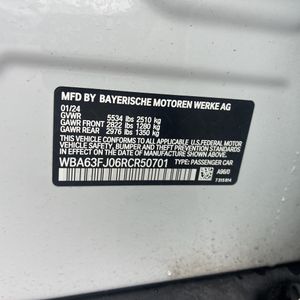 MFD BY BAYERISCHE MOTOREN WERKE AG
01/24
GVWR 5534 lbs 2510 kg
GAWR FRONT 2822 lbs 1280 kg
GAWR REAR 2976 lbs 1350 kg
THIS VEHICLE CONFORMS TO ALL APPLICABLE
U.S. FEDERAL MOTOR VEHICLE SAFETY, BUMPER,
AND THEFT PREVENTION STANDARDS IN EFFECT
ON THE DATE OF MANUFACTURE SHOWN ABOVE.
WBA63FJ06RCR50701 TYPE: PASSENGER CAR
A96/0